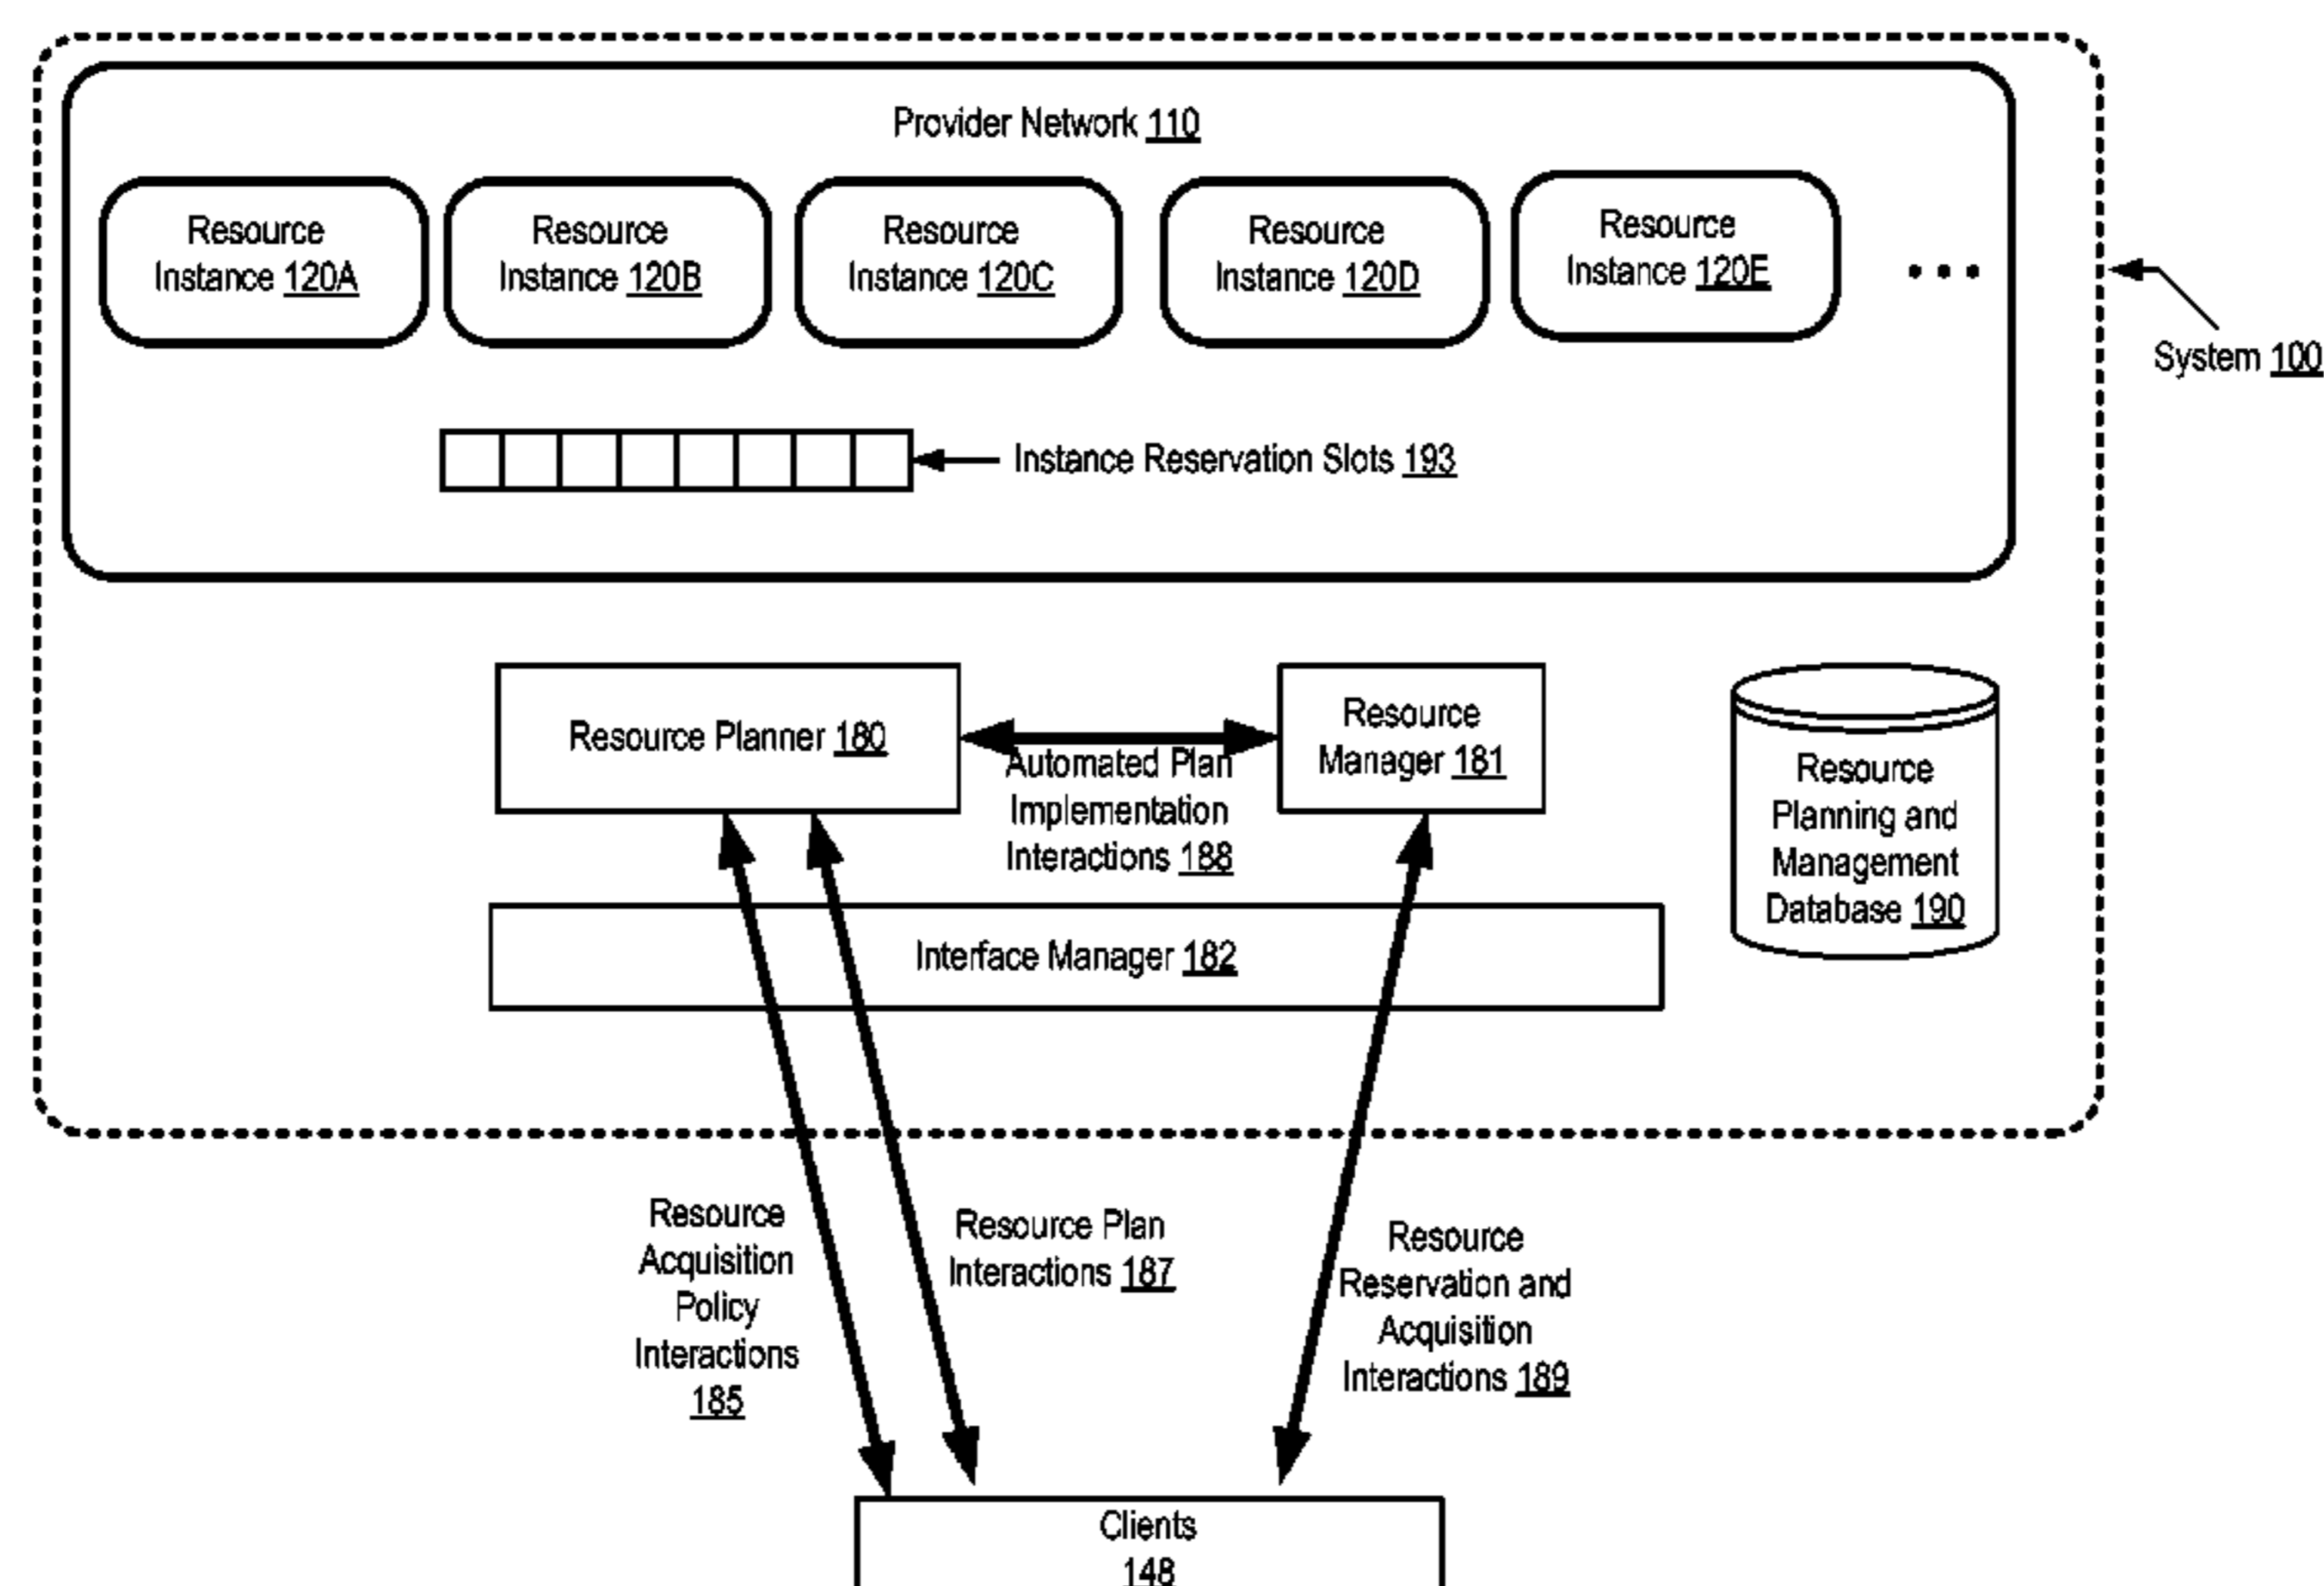 Provider Network 110
Resource
Instance 120A
Resource
Instance 120B
Resource
Instance 120C
Resource
Instance 120D
Resource
Instance 120E
System 100
Instance Reservation Slots 193
Resource Planner 180
Automated Plan
Implementation
Interactions 188
Resource
Manager 181
Resource
Planning and
Management
Database 190
Interface Manager 182
Resource
Acquisition
Policy
Interactions
185
Resource Plan
Interactions 187
Resource
Reservation and
Acquisition
Interactions 189
Clients
148